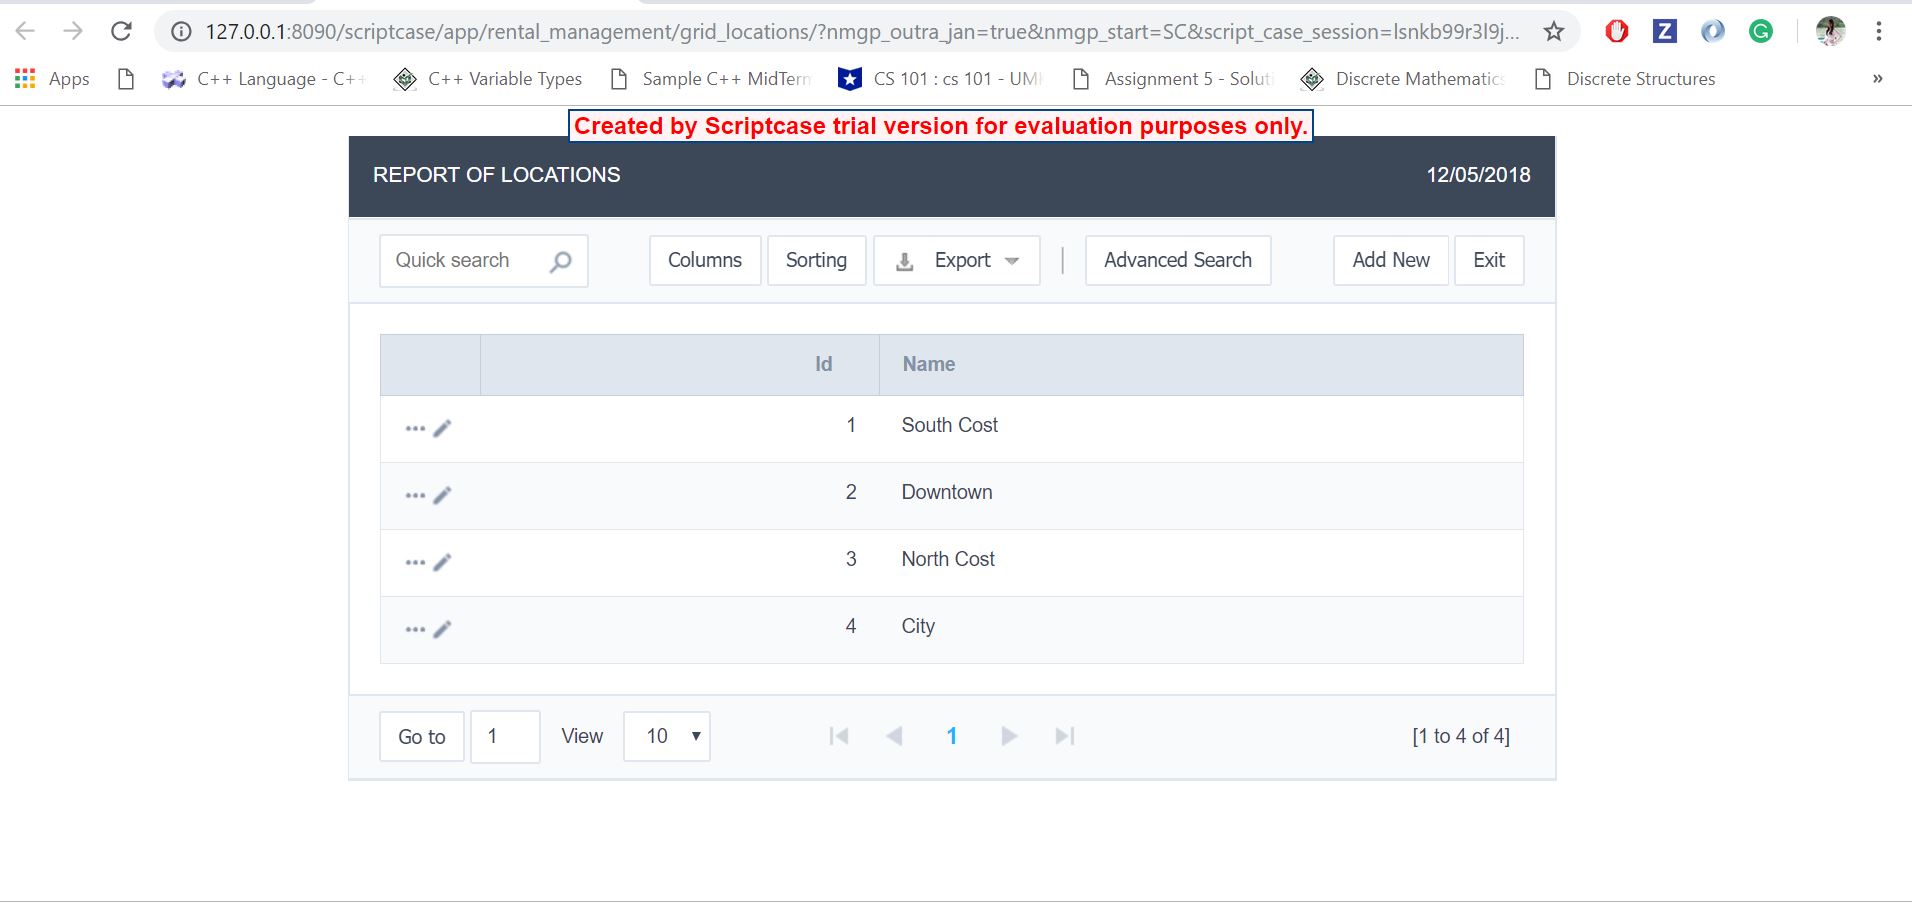 127.0.0.1:8090/scriptcase/app/rental_management/grid_locations/?nmgp_outra_jan=true&nmgp_start=SC&script_case_session=lsnkb99r3l9j...
Apps C++ Language - C++ C++ Variable Types Sample C++ MidTerm CS 101 : cs 101 - UMK Assignment 5 - Soluti Discrete Mathematics Discrete Structures »
Created by Scriptcase trial version for evaluation purposes only.
REPORT OF LOCATIONS 12/05/2018
Quick search Columns Sorting Export | Advanced Search Add New Exit
Id Name
1 South Cost
2 Downtown
3 North Cost
4 City
Go to 1 View 10 1 [1 to 4 of 4]